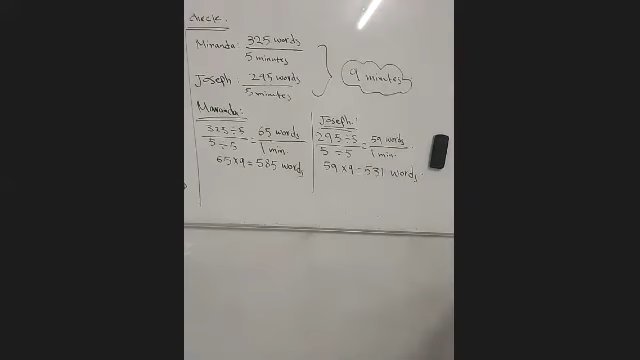 check.
Miranda: 325 words
5 minutes
Joseph: 295 words
5 minutes
9 minutes
Maranda:
325 ÷ 5 = 65 words
5 ÷ 5 1 min.
65 × 9 = 585 words
Joseph:
295 ÷ 5 = 59 words
5 ÷ 5 1 min.
59 × 9 = 531 words